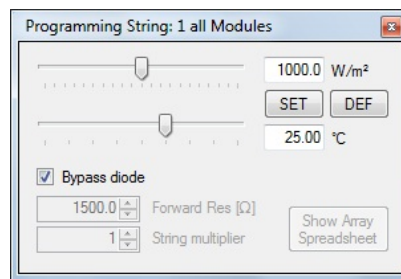 Programming String: 1 all Modules
1000.0 W/m²
SET DEF
25.00 °C
Bypass diode
1500.0 Forward Res [Ω]
1 String multiplier
Show Array
Spreadsheet